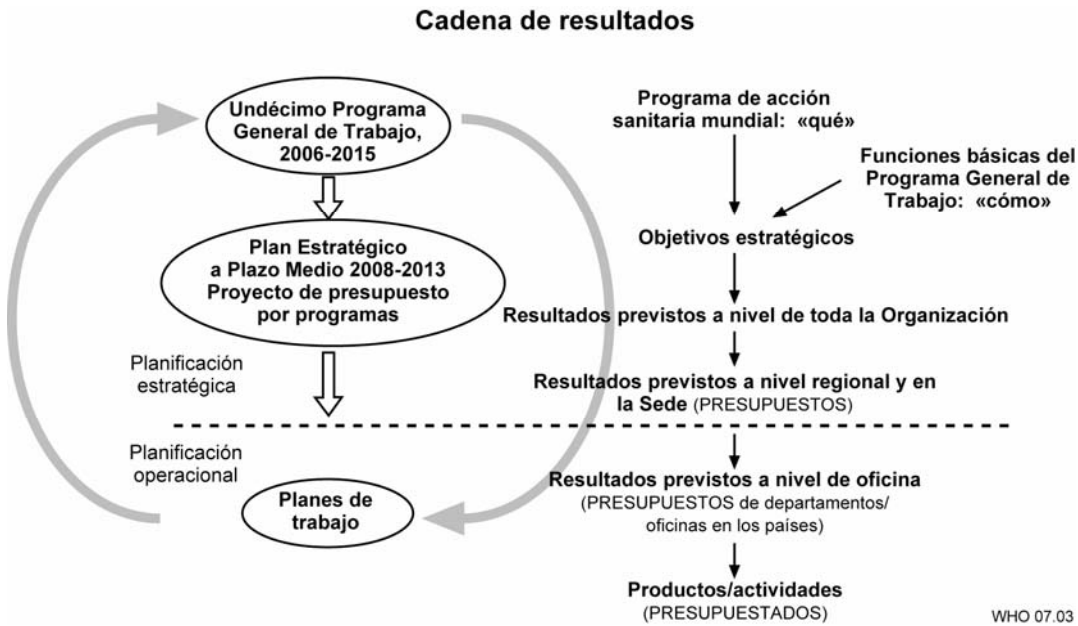 Cadena de resultados
Undécimo Programa
General de Trabajo,
2006-2015
Plan Estratégico
a Plazo Medio 2008-2013
Proyecto de presupuesto
por programas
Planificación
estratégica
Planificación
operacional
Planes de
trabajo
Programa de acción
sanitaria mundial: «qué»
Funciones básicas del
Programa General de
Trabajo: «cómo»
Objetivos estratégicos
Resultados previstos a nivel de toda la Organización
Resultados previstos a nivel regional y en
la Sede (PRESUPUESTOS)
Resultados previstos a nivel de oficina
(PRESUPUESTOS de departamentos/
oficinas en los países)
Productos/actividades
(PRESUPUESTADOS)
WHO 07.03